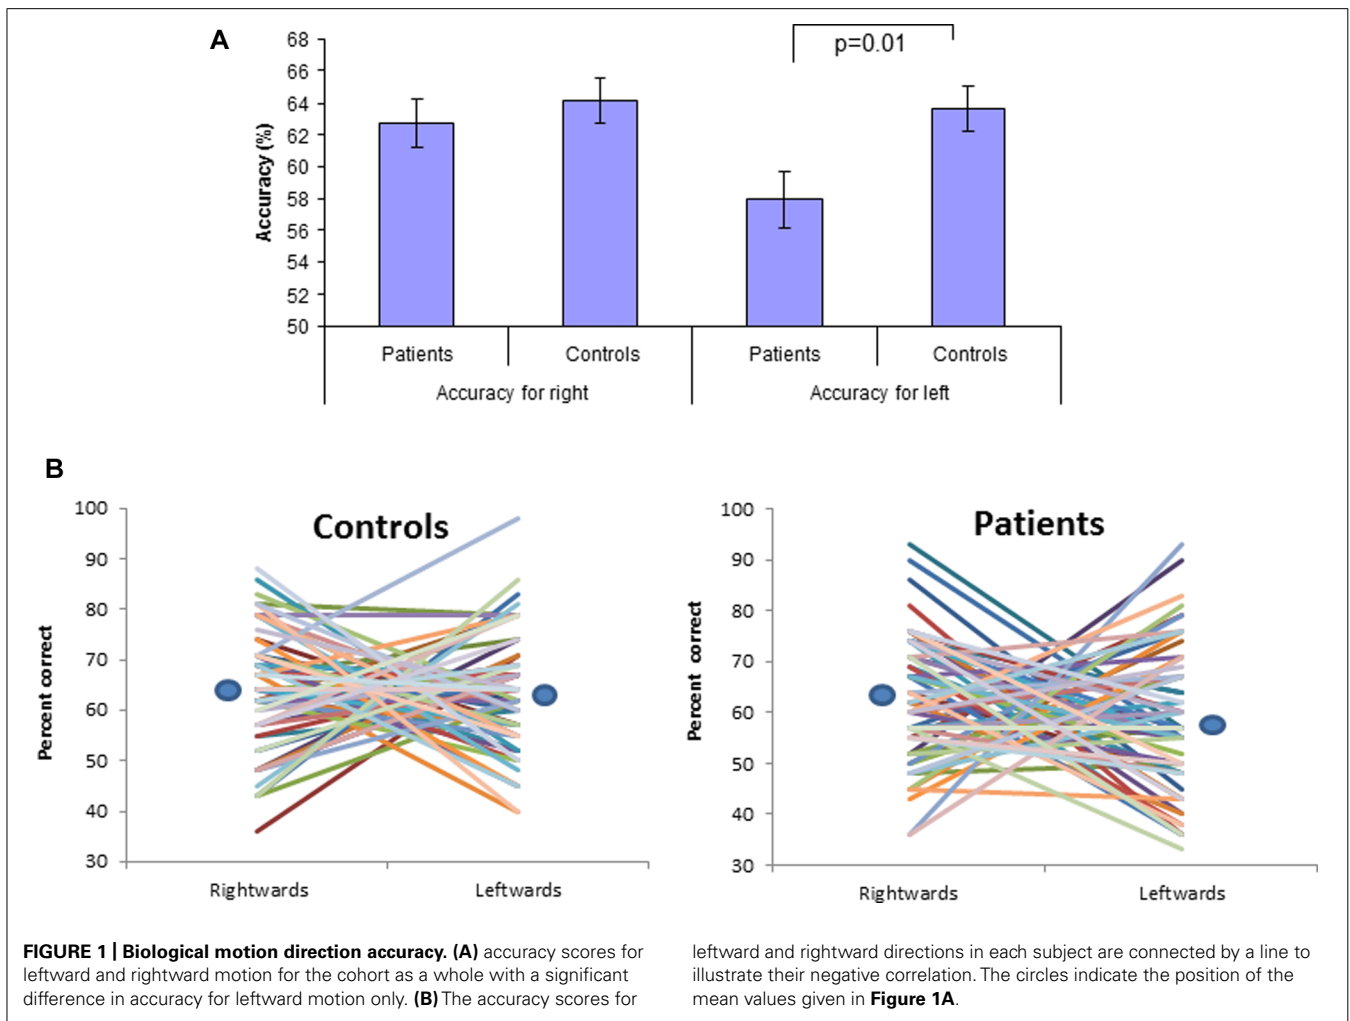 A
68
66
64
62
60
58
56
54
52
50
Accuracy (%)
p=0.01
Patients
Controls
Patients
Controls
Accuracy for right
Accuracy for left
B
Controls
100
90
80
70
60
50
40
30
Percent correct
Rightwards
Leftwards
Patients
100
90
80
70
60
50
40
30
Percent correct
Rightwards
Leftwards
FIGURE 1 | Biological motion direction accuracy. (A) accuracy scores for
leftward and rightward motion for the cohort as a whole with a significant
difference in accuracy for leftward motion only. (B) The accuracy scores for
leftward and rightward directions in each subject are connected by a line to
illustrate their negative correlation. The circles indicate the position of the
mean values given in Figure 1A.